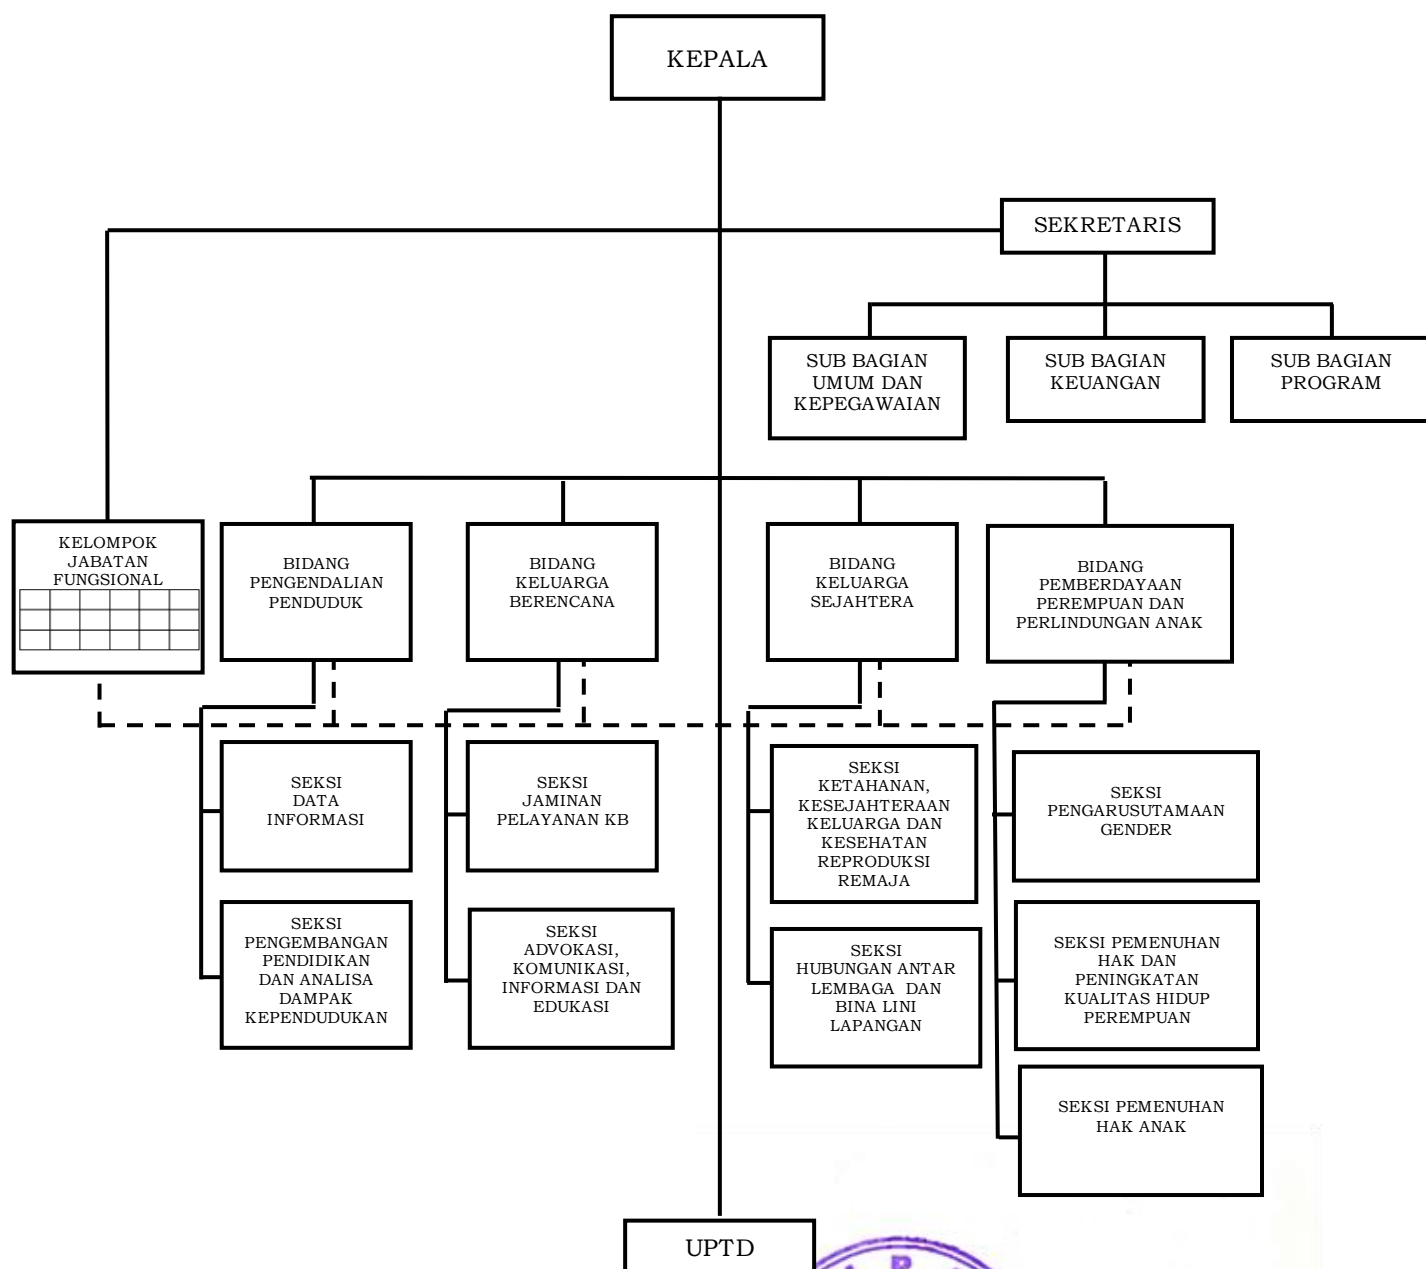 KEPALA
SEKRETARIS
SUB BAGIAN
UMUM DAN
KEPEGAWAIAN
SUB BAGIAN
KEUANGAN
SUB BAGIAN
PROGRAM
KELOMPOK
JABATAN
FUNGSIONAL
BIDANG
PENGENDALIAN
PENDUDUK
BIDANG
KELUARGA
BERENCANA
BIDANG
KELUARGA
SEJAHTERA
BIDANG
PEMBERDAYAAN
PEREMPUAN DAN
PERLINDUNGAN ANAK
SEKSI
DATA
INFORMASI
SEKSI
JAMINAN
PELAYANAN KB
SEKSI
KETAHANAN,
KESEJAHTERAAN
KELUARGA DAN
KESEHATAN
REPRODUKSI
REMAJA
SEKSI
PENGARUSUTAMAAN
GENDER
SEKSI
PENGEMBANGAN
PENDIDIKAN
DAN ANALISA
DAMPAK
KEPENDUDUKAN
SEKSI
ADVOKASI,
KOMUNIKASI,
INFORMASI DAN
EDUKASI
SEKSI
HUBUNGAN ANTAR
LEMBAGA  DAN
BINA LINI
LAPANGAN
SEKSI PEMENUHAN
HAK DAN
PENINGKATAN
KUALITAS HIDUP
PEREMPUAN
SEKSI PEMENUHAN
HAK ANAK
UPTD